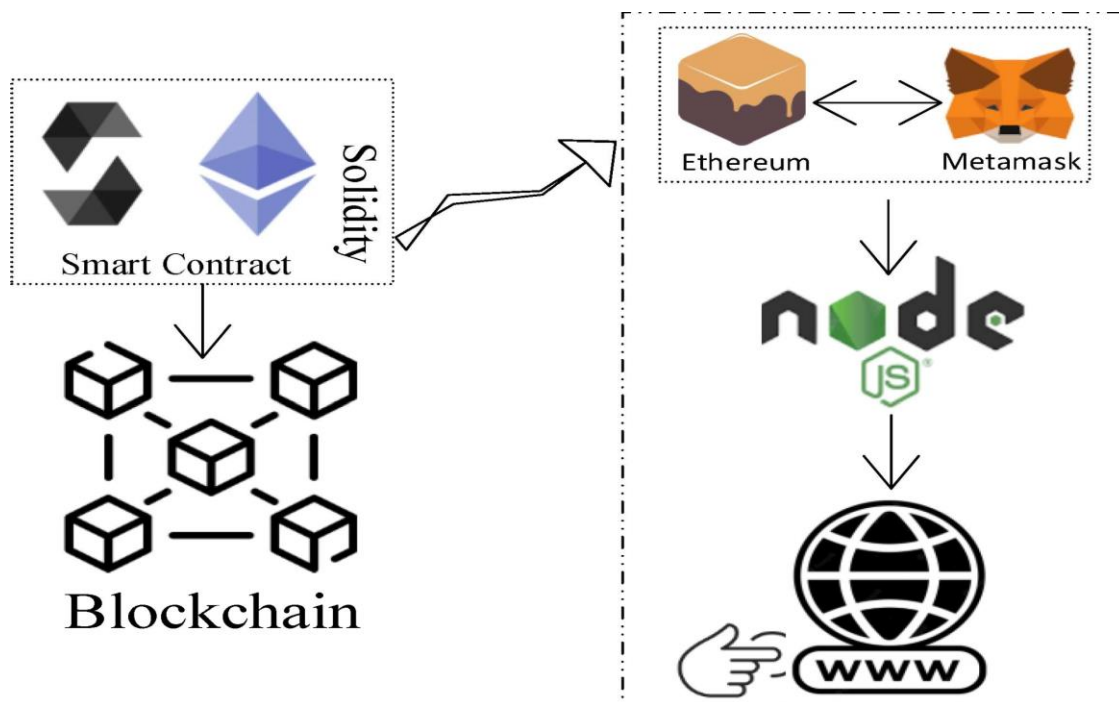 Solidity
Smart Contract
Blockchain
Ethereum
Metamask
node
JS®
WWW